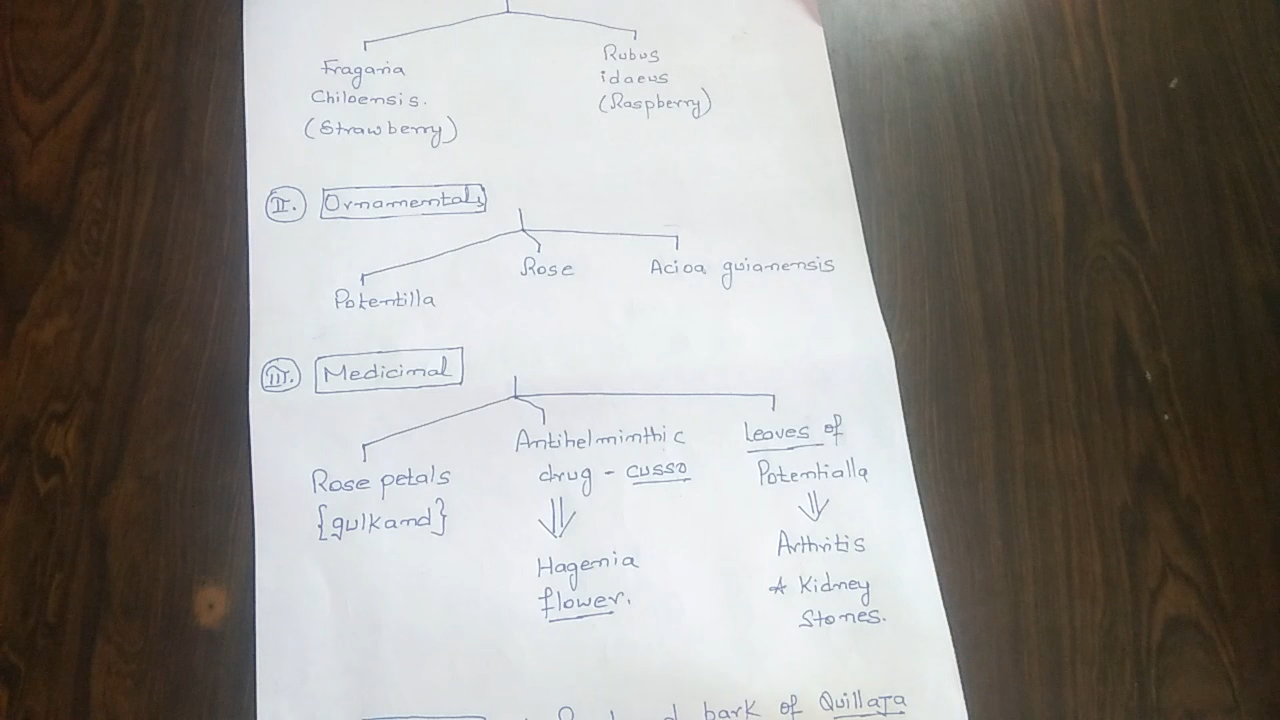 Fragaria
Chiloensis.
(Strawberry)
Rubus
idaeus
(Raspberry)
II. Ornamentals
Potentilla
Rose
Acioa guianensis
III. Medicinal
Rose petals
{gulkand}
Antihelminthic
drug - cusso
Hagenia
flower.
Leaves of
Potentialla
Arthritis
& Kidney
Stones.
bark of Quillaja